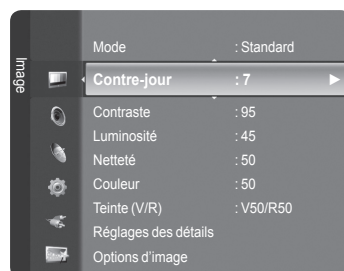 Image
Mode : Standard
Contre-jour : 7
Contraste : 95
Luminosité : 45
Netteté : 50
Couleur : 50
Teinte (V/R) : V50/R50
Réglages des détails
Options d'image